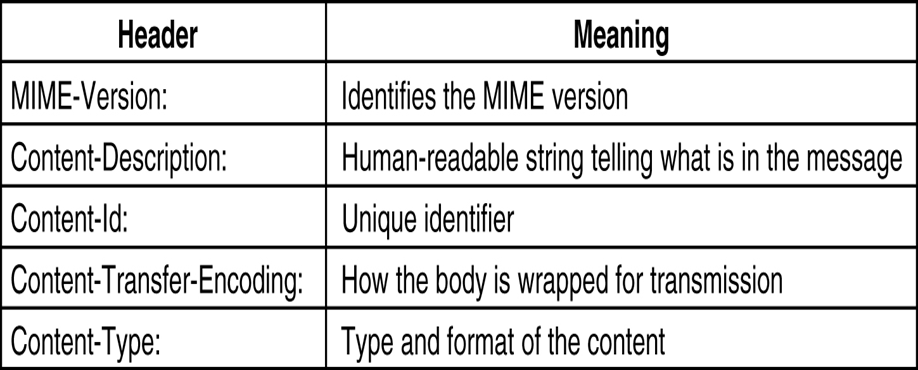 Header Meaning
MIME-Version: Identifies the MIME version
Content-Description: Human-readable string telling what is in the message
Content-Id: Unique identifier
Content-Transfer-Encoding: How the body is wrapped for transmission
Content-Type: Type and format of the content